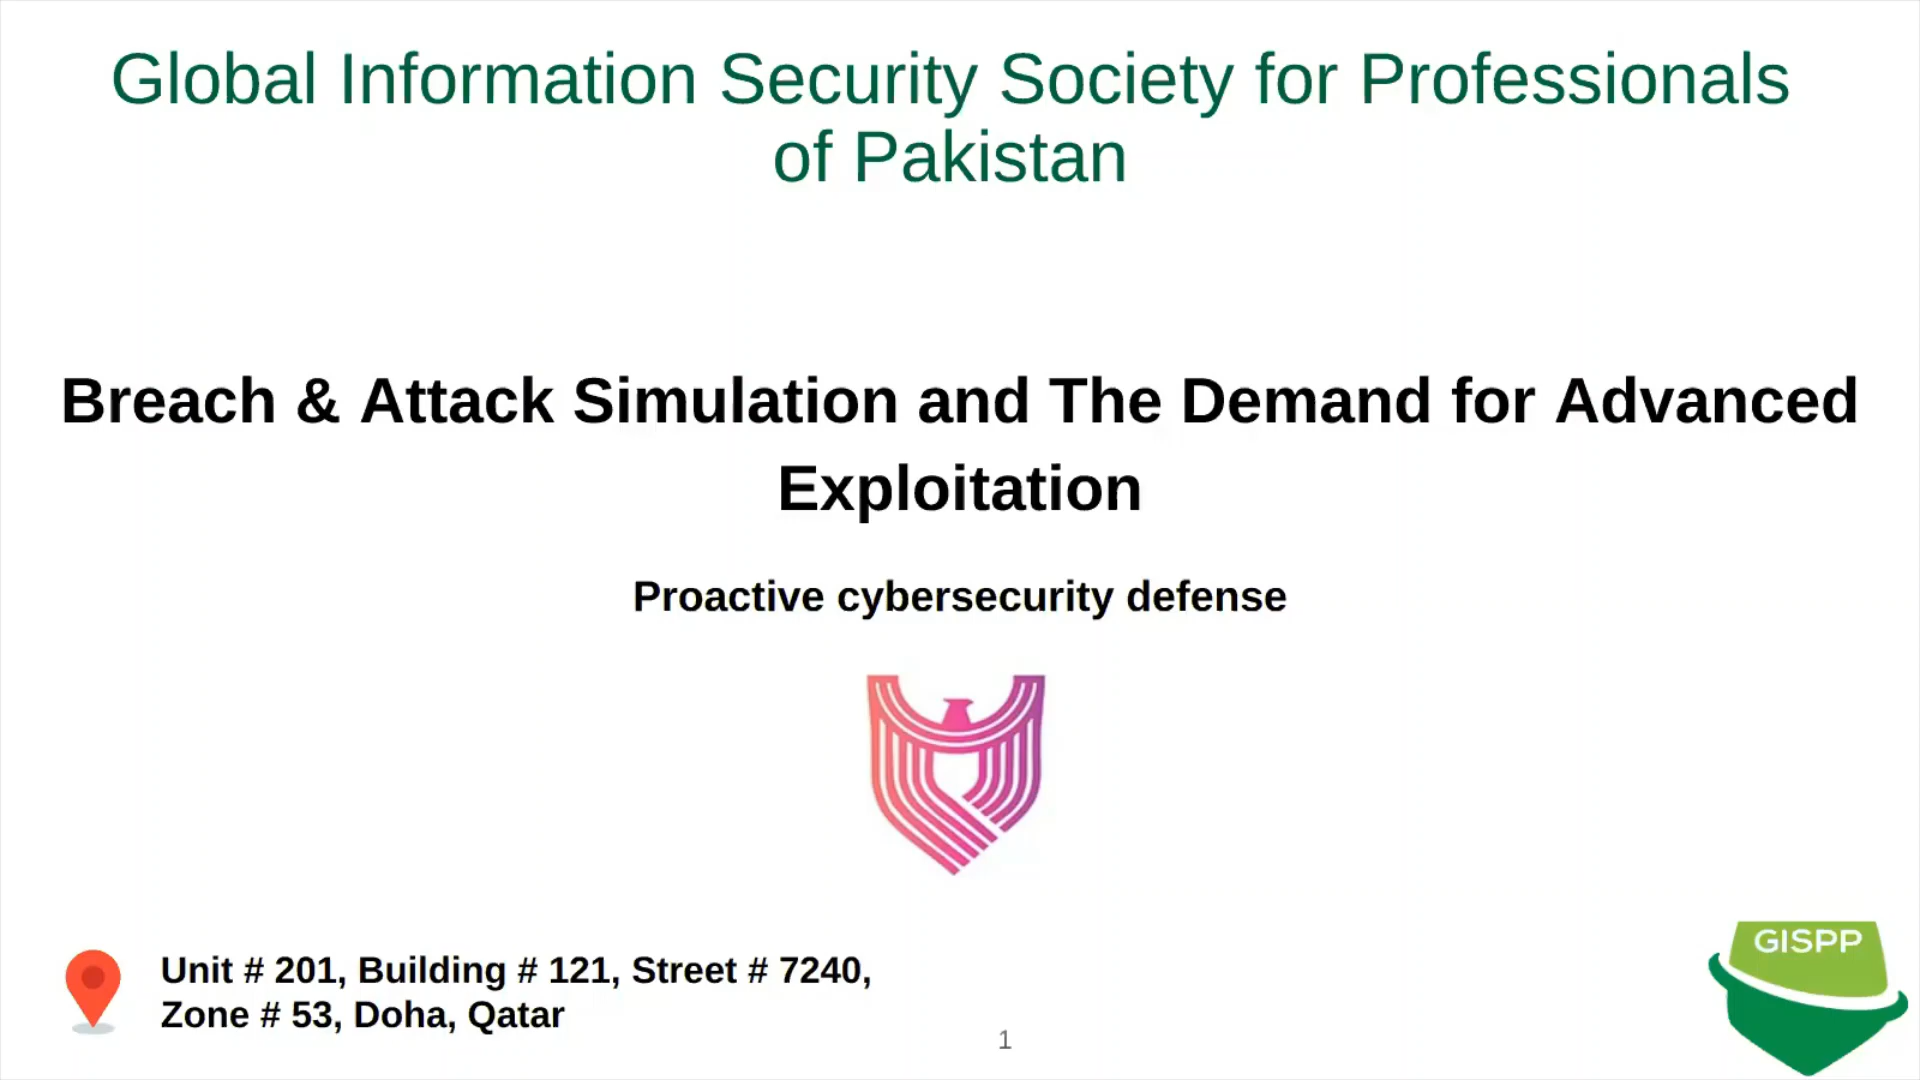 Global Information Security Society for Professionals
of Pakistan
Breach & Attack Simulation and The Demand for Advanced
Exploitation
Proactive cybersecurity defense
Unit # 201, Building # 121, Street # 7240,
Zone # 53, Doha, Qatar
1
GISPP